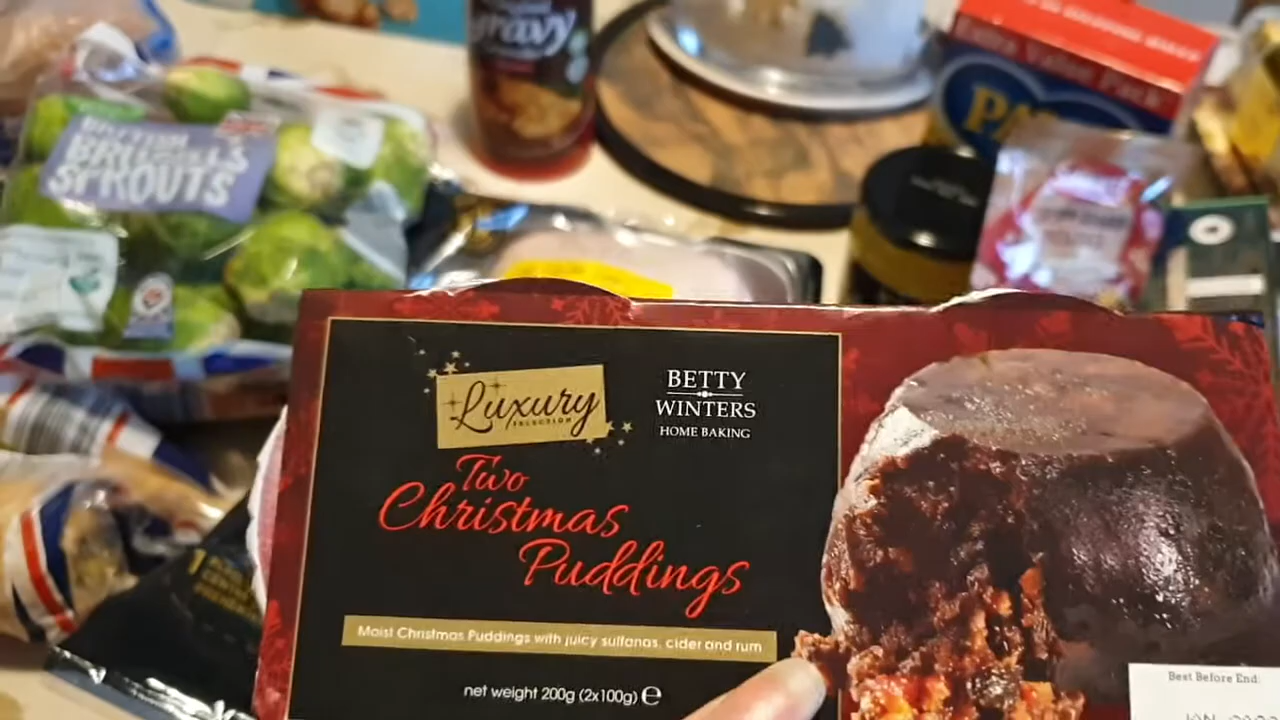 gravy
Extra Value Pack
BRITISH
BRUSSELS
SPROUTS
Luxury
SELECTION
BETTY
WINTERS
HOME BAKING
Two
Christmas
Puddings
Moist Christmas Puddings with juicy sultanas, cider and rum
net weight 200g (2x100g) e
Best Before End: